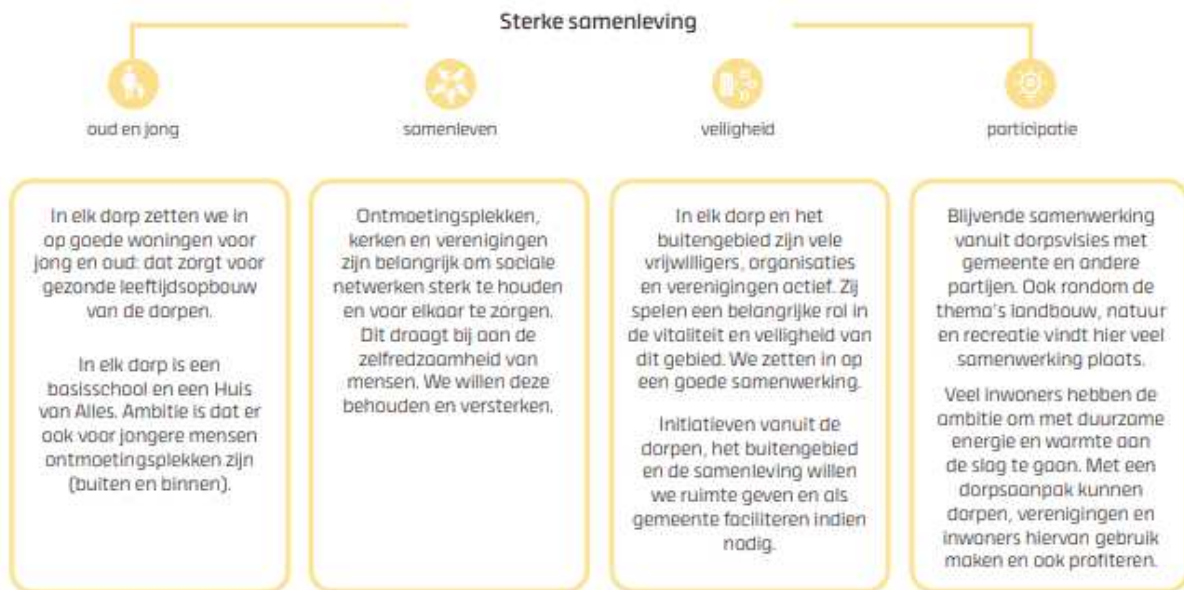 Sterke samenleving
oud en jong
samenleven
veiligheid
participatie
In elk dorp zetten we in
op goede woningen voor
jong en oud: dat zorgt voor
gezonde leeftijdsopbouw
van de dorpen.
In elk dorp is een
basisschool en een Huis
van Alles. Ambitie is dat er
ook voor jongere mensen
ontmoetingsplekken zijn
(buiten en binnen).
Ontmoetingsplekken,
kerken en verenigingen
zijn belangrijk om sociale
netwerken sterk te houden
en voor elkaar te zorgen.
Dit draagt bij aan de
zelfredzaamheid van
mensen. We willen deze
behouden en versterken.
In elk dorp en het
buitengebied zijn vele
vrijwilligers, organisaties
en verenigingen actief. Zij
spelen een belangrijke rol in
de vitaliteit en veiligheid van
dit gebied. We zetten in op
een goede samenwerking.
Initiatieven vanuit de
dorpen, het buitengebied
en de samenleving willen
we ruimte geven en als
gemeente faciliteren indien
nodig.
Blijvende samenwerking
vanuit dorpsvisies met
gemeente en andere
partijen. Ook rondom de
thema's landbouw, natuur
en recreatie vindt hier veel
samenwerking plaats.
Veel inwoners hebben de
ambitie om met duurzame
energie en warmte aan
de slag te gaan. Met een
dorpsaanpak kunnen
dorpen, verenigingen en
inwoners hiervan gebruik
maken en ook profiteren.